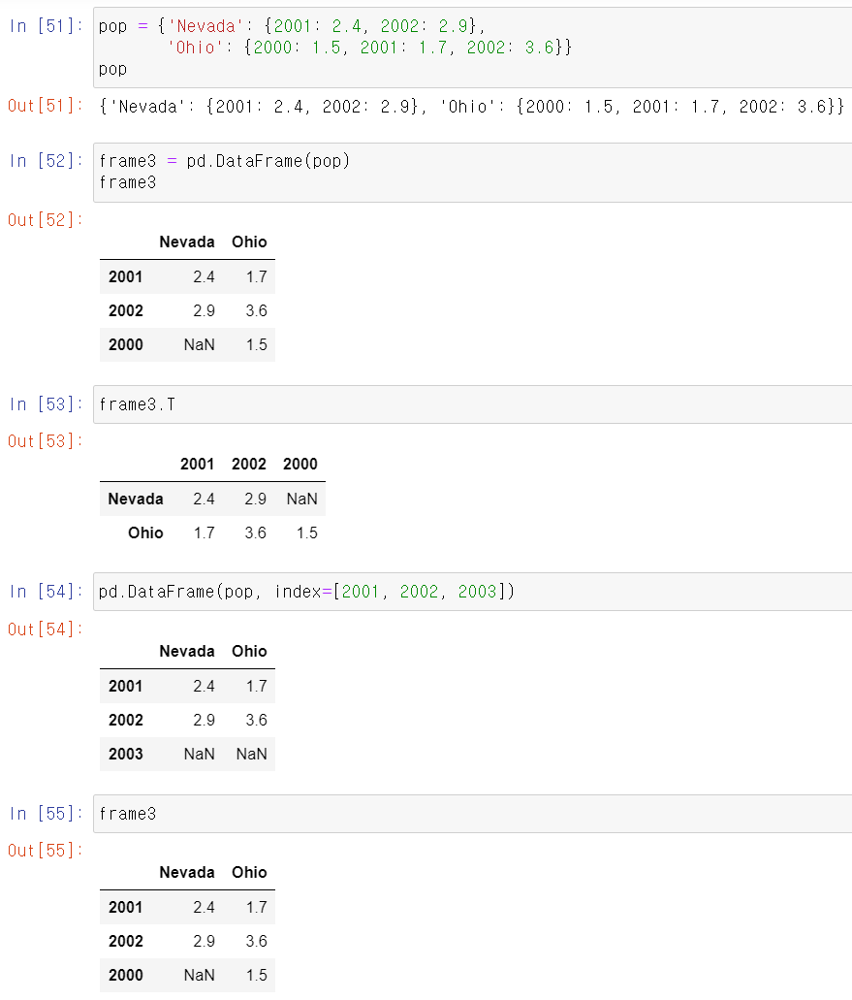 In [51]: pop = {'Nevada': {2001: 2.4, 2002: 2.9},
'Ohio': {2000: 1.5, 2001: 1.7, 2002: 3.6}}
pop
Out[51]: {'Nevada': {2001: 2.4, 2002: 2.9}, 'Ohio': {2000: 1.5, 2001: 1.7, 2002: 3.6}}
In [52]: frame3 = pd.DataFrame(pop)
frame3
Out[52]:
Nevada Ohio
2001 2.4 1.7
2002 2.9 3.6
2000 NaN 1.5
In [53]: frame3.T
Out[53]:
2001 2002 2000
Nevada 2.4 2.9 NaN
Ohio 1.7 3.6 1.5
In [54]: pd.DataFrame(pop, index=[2001, 2002, 2003])
Out[54]:
Nevada Ohio
2001 2.4 1.7
2002 2.9 3.6
2003 NaN NaN
In [55]: frame3
Out[55]:
Nevada Ohio
2001 2.4 1.7
2002 2.9 3.6
2000 NaN 1.5